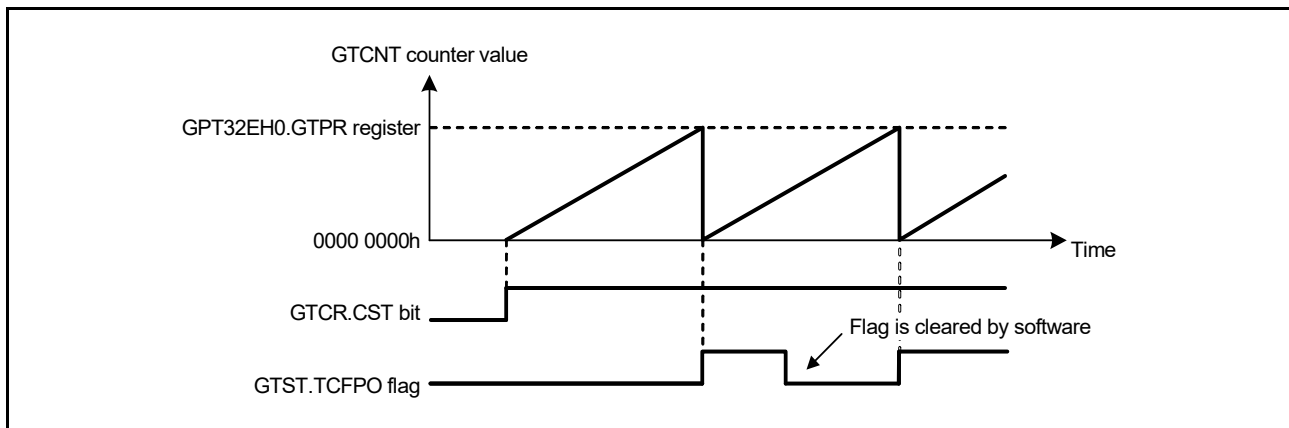 GTCNT counter value
GPT32EH0.GTPR register
0000 0000h
Time
GTCR.CST bit
Flag is cleared by software
GTST.TCFPO flag